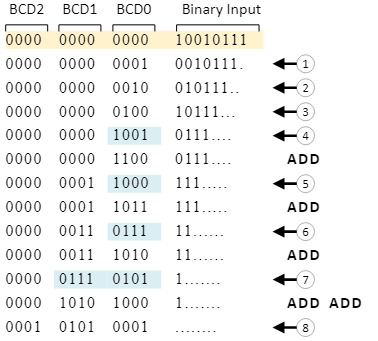 BCD2 BCD1 BCD0 Binary Input
0000 0000 0000 10010111
0000 0000 0001 0010111. 1
0000 0000 0010 010111.. 2
0000 0000 0100 10111... 3
0000 0000 1001 0111.... 4
0000 0000 1100 0111.... ADD
0000 0001 1000 111..... 5
0000 0001 1011 111..... ADD
0000 0011 0111 11...... 6
0000 0011 1010 11...... ADD
0000 0111 0101 1....... 7
0000 1010 1000 1....... ADD ADD
0001 0101 0001 ........ 8